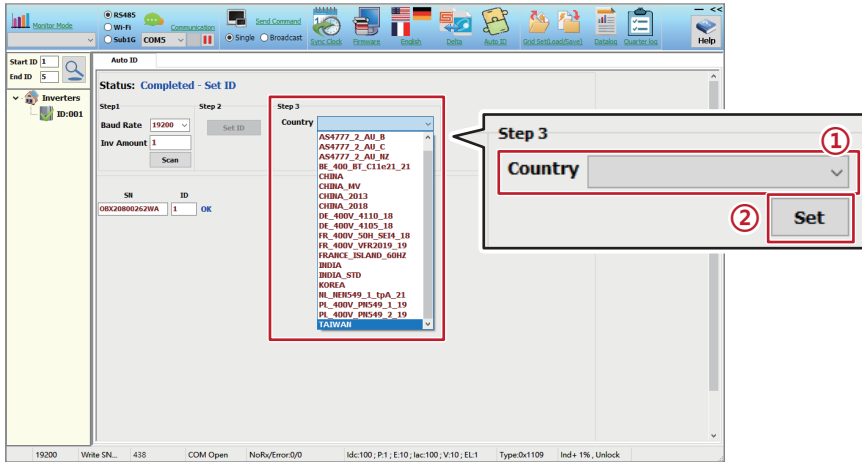 Monitor Mode
RS485
Wi-Fi
Sub1G
COM5
Communication
Send Command
Single
Broadcast
Sync Clock
Firmware
English
Delta
Auto ID
Grid Set(Load/Save)
Datalog
Quarter log
— <<
Help
Start ID 1
End ID 5
Inverters
ID:001
Auto ID
Status: Completed - Set ID
Step1
Baud Rate 19200
Inv Amount 1
Scan
Step 2
Set ID
Step 3
Country
AS4777_2_AU_B
AS4777_2_AU_C
AS4777_2_AU_NZ
BE_400_BT_C11e21_21
CHINA
CHINA_MV
CHINA_2013
CHINA_2018
DE_400V_4110_18
DE_400V_4105_18
FR_400V_50H_SEI4_18
FR_400V_VFR2019_19
FRANCE_ISLAND_60HZ
INDIA
INDIA_STD
KOREA
NL_NEN549_1_tpA_21
PL_400V_PN549_1_19
PL_400V_PN549_2_19
TAIWAN
SN ID
OBX20800262WA 1 OK
Step 3
①
Country
②
Set
19200 Write SN... 438 COM Open NoRx/Error:0/0 Idc:100 ; P:1 ; E:10 ; Iac:100 ; V:10 ; EL:1 Type:0x1109 Ind+ 1% , Unlock